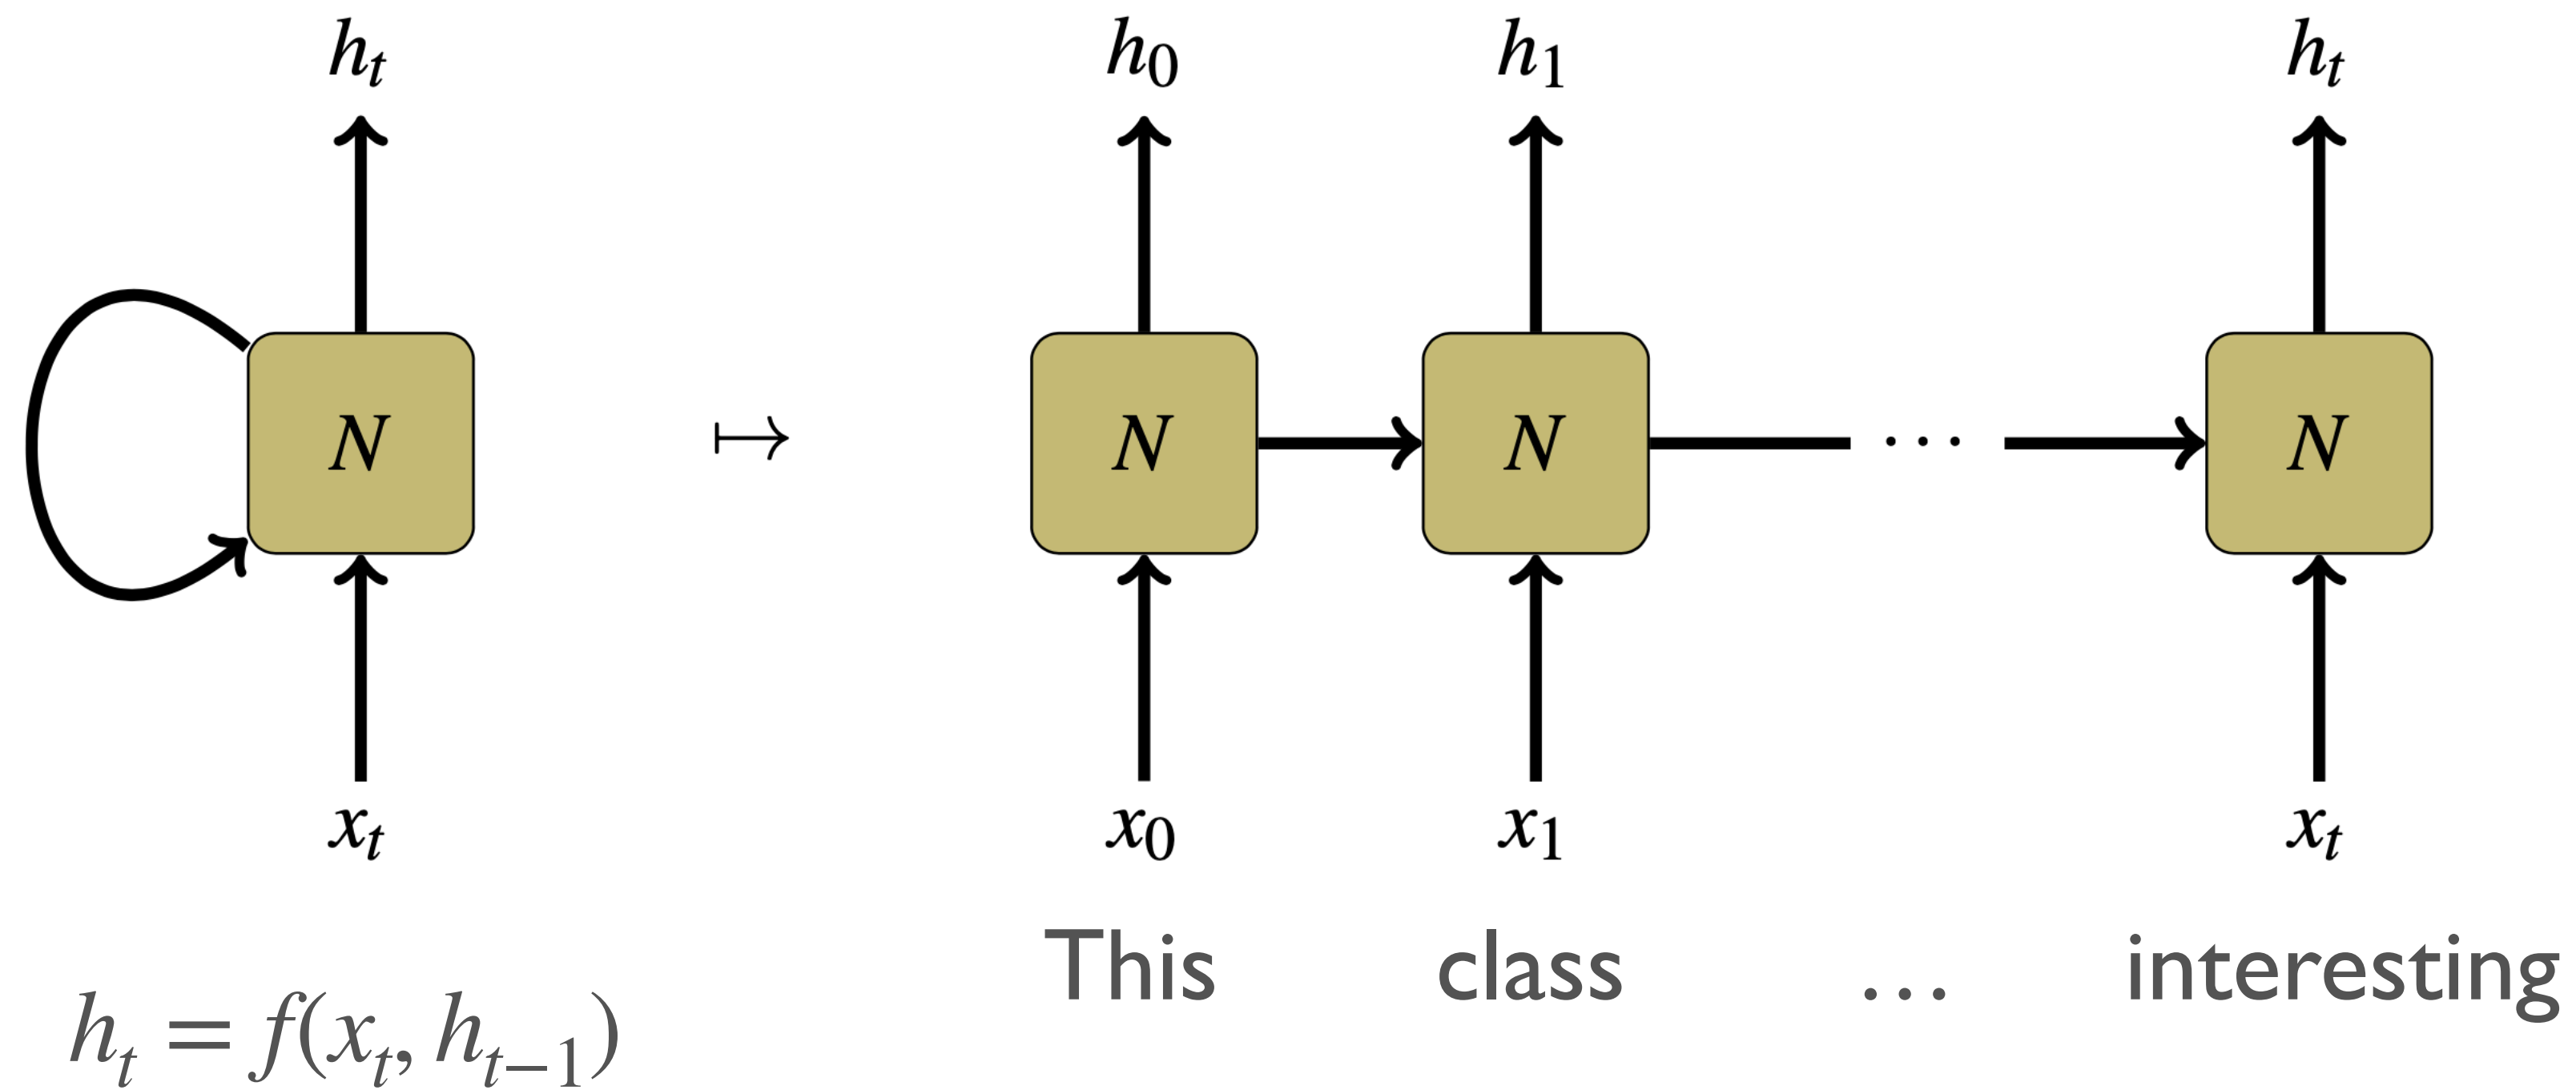 h_t h_0 h_1 h_t
N ↦ N N ⋯ N
x_t x_0 x_1 x_t
This class … interesting
h_t = f(x_t, h_{t−1})